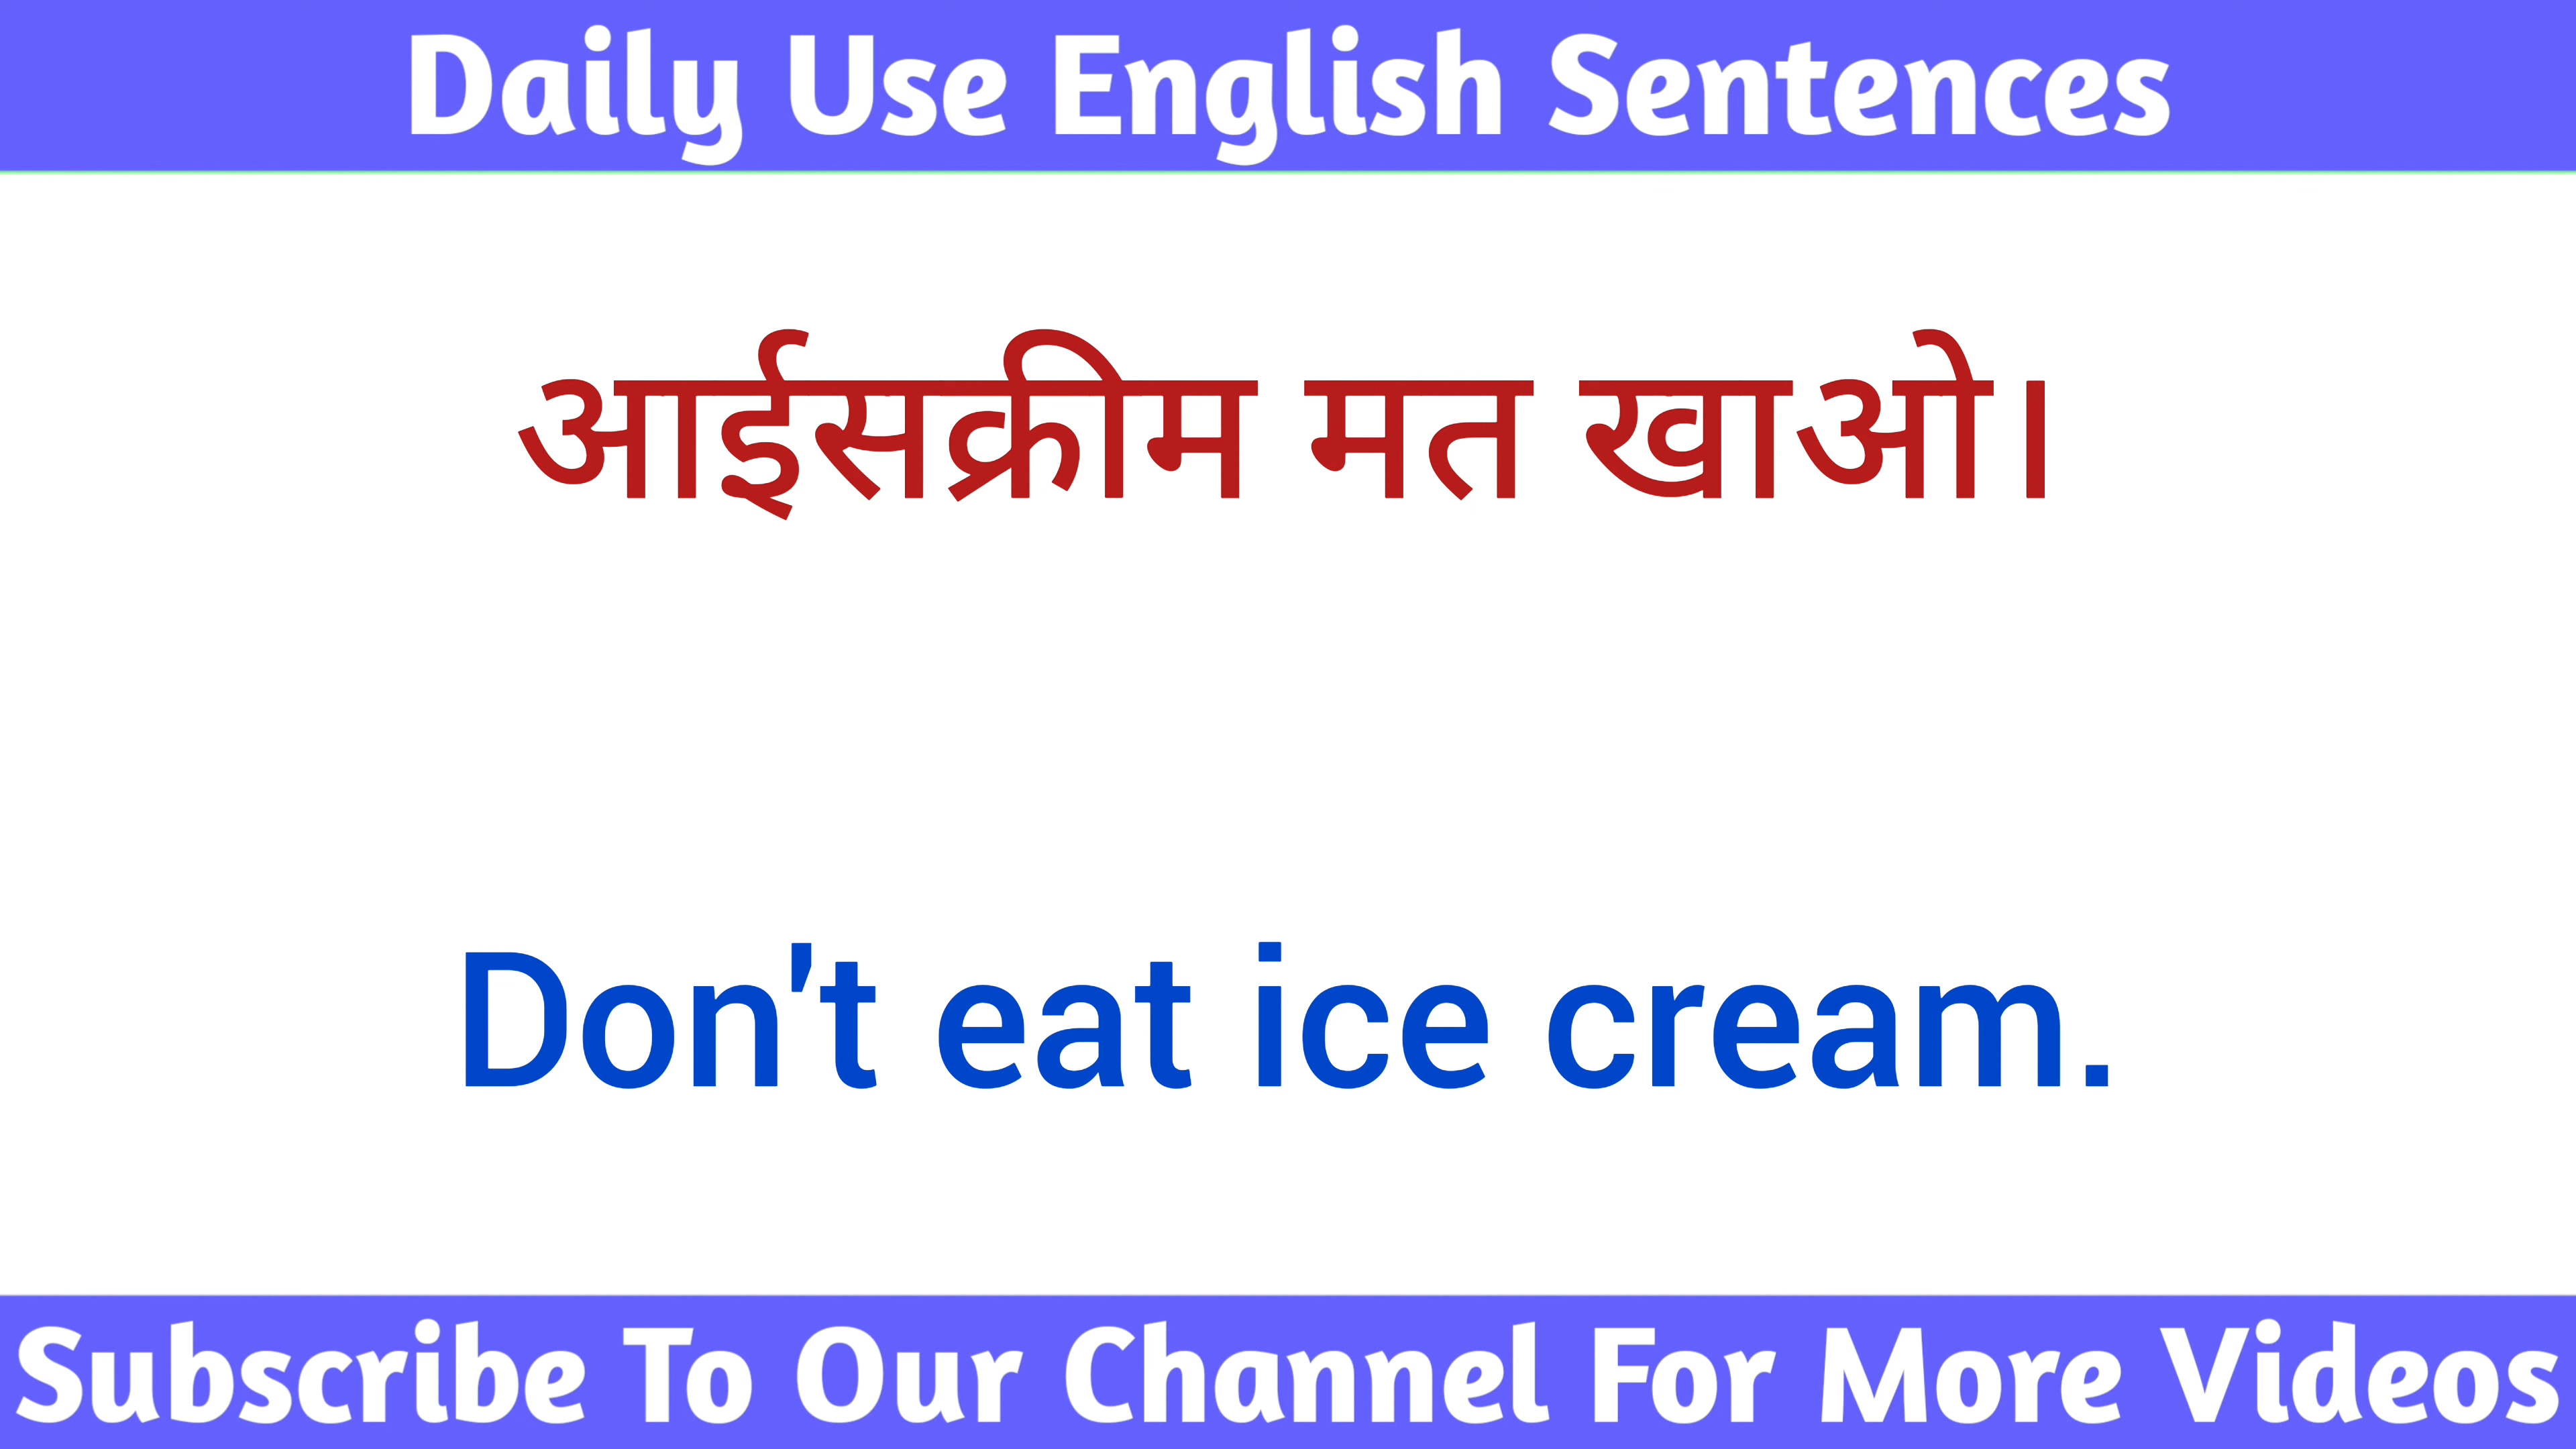 Daily Use English Sentences
आईसक्रीम मत खाओ।
Don't eat ice cream.
Subscribe To Our Channel For More Videos